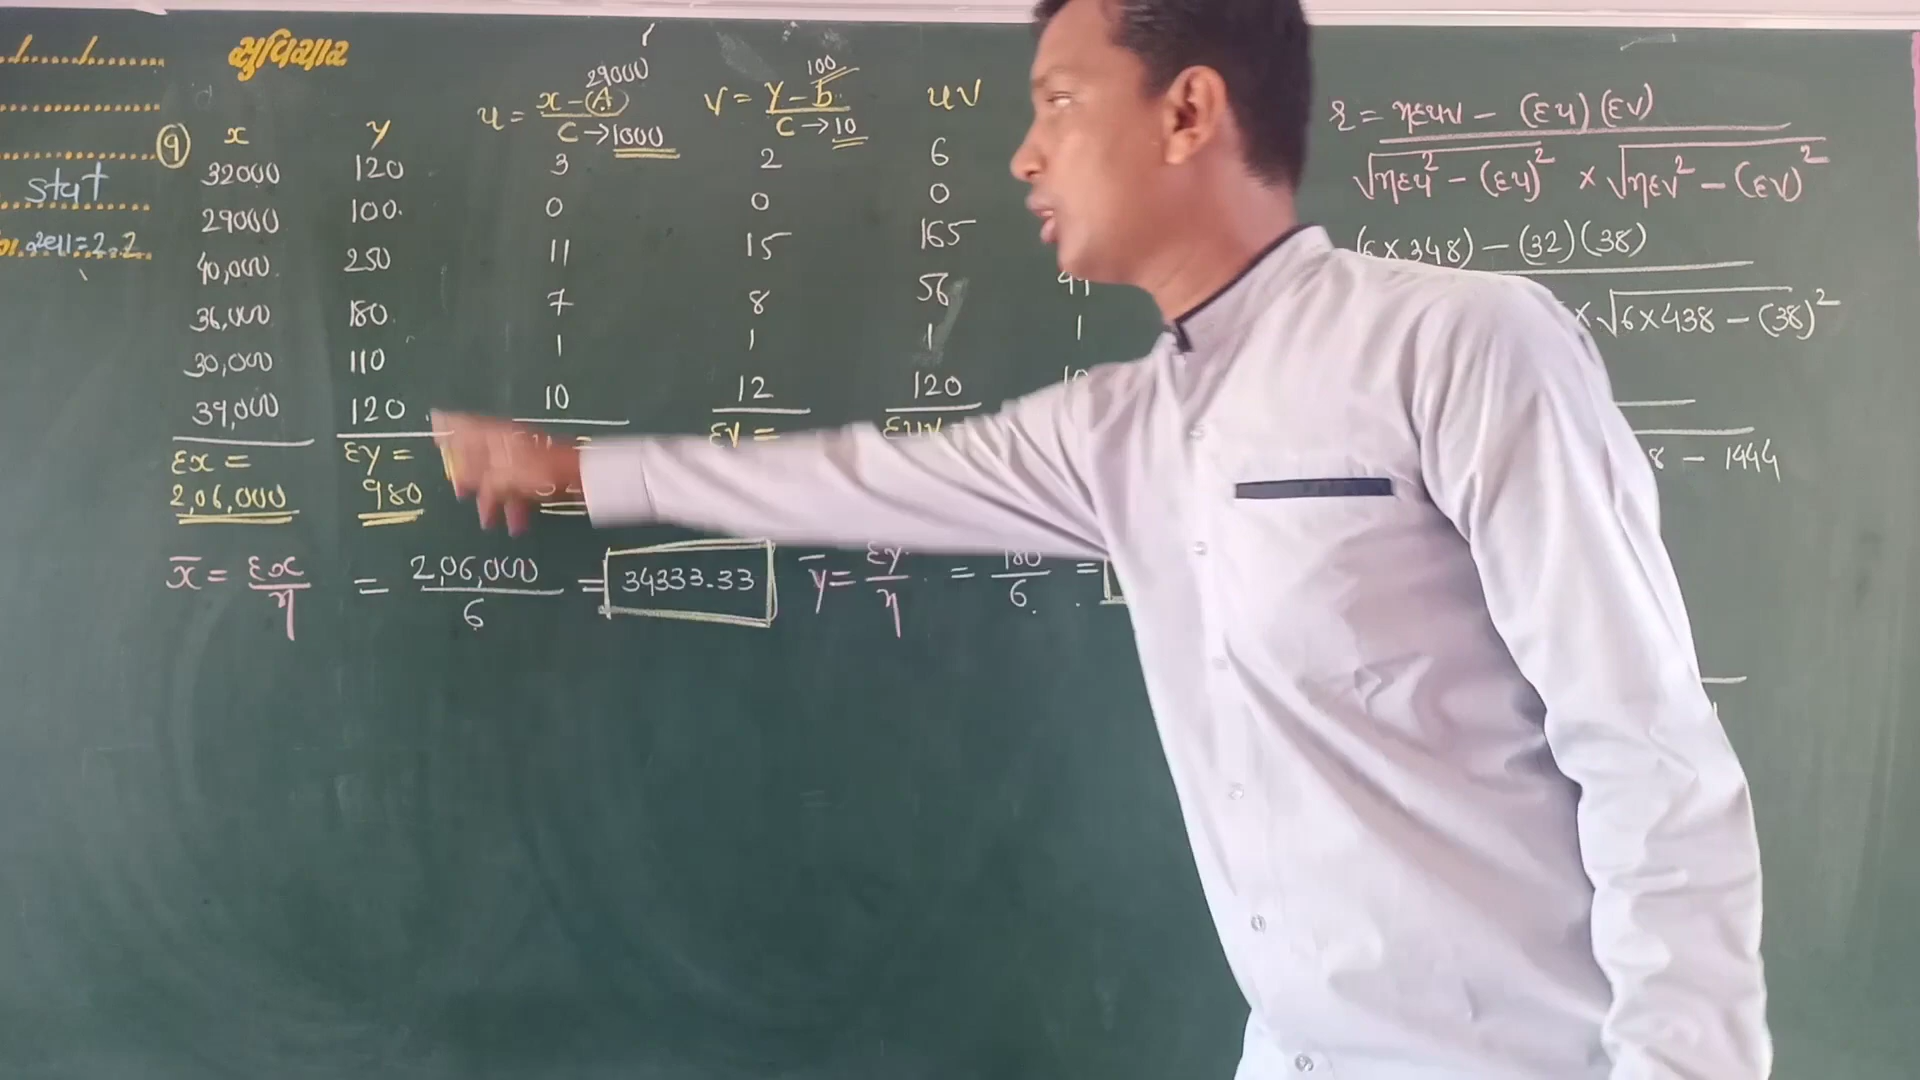 સુવિચાર
stat
2.2
(૧) x y u = x-(A) 29000 / C → 1000 v = y-b 100 / C → 10 uv
32000 120 3 2 6
29000 100 0 0 0
40,000 250 11 15 165
36,000 180 7 8 56
30,000 110 1 1 1 1
39,000 120 10 12 120
Σx = Σy = Σv =
2,06,000 980
x̄ = Σx / n = 2,06,000 / 6 = 34333.33 ȳ = Σy / n = 180 / 6 =
r = nΣuv - (Σu)(Σv)
√nΣu² - (Σu)² × √nΣv² - (Σv)²
(6×348) - (32)(38)
× √6×438 - (38)²
8 - 1444